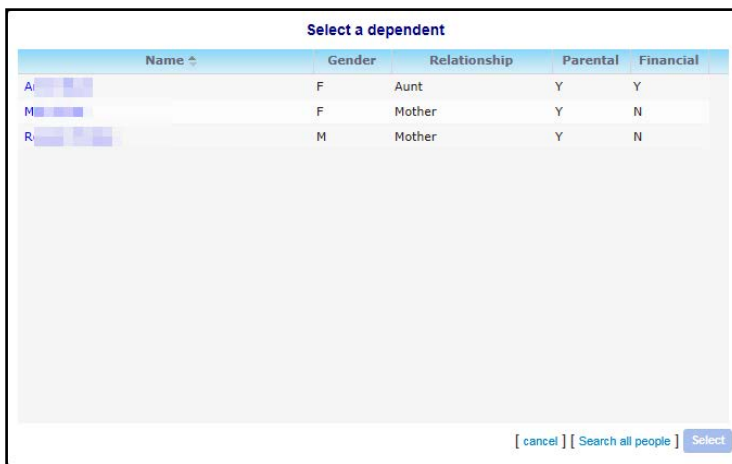 Select a dependent
Name Gender Relationship Parental Financial
F Aunt Y Y
F Mother Y N
M Mother Y N
[ cancel ] [ Search all people ] Select